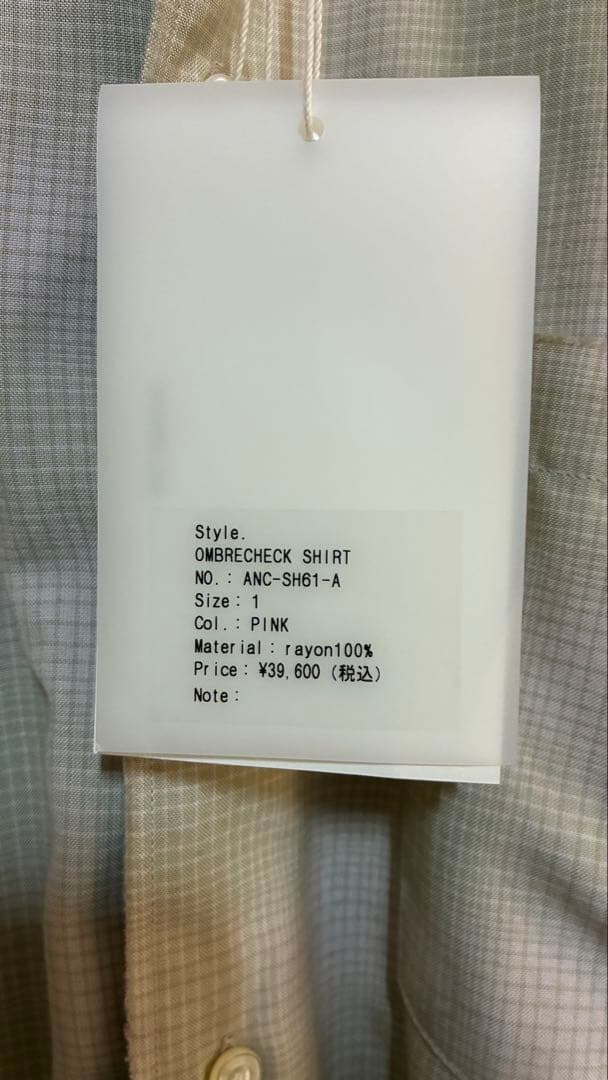 Style.
OMBRECHECK SHIRT
NO.: ANC-SH61-A
Size: 1
Col.: PINK
Material: rayon100%
Price: ¥39,600 (税込)
Note: